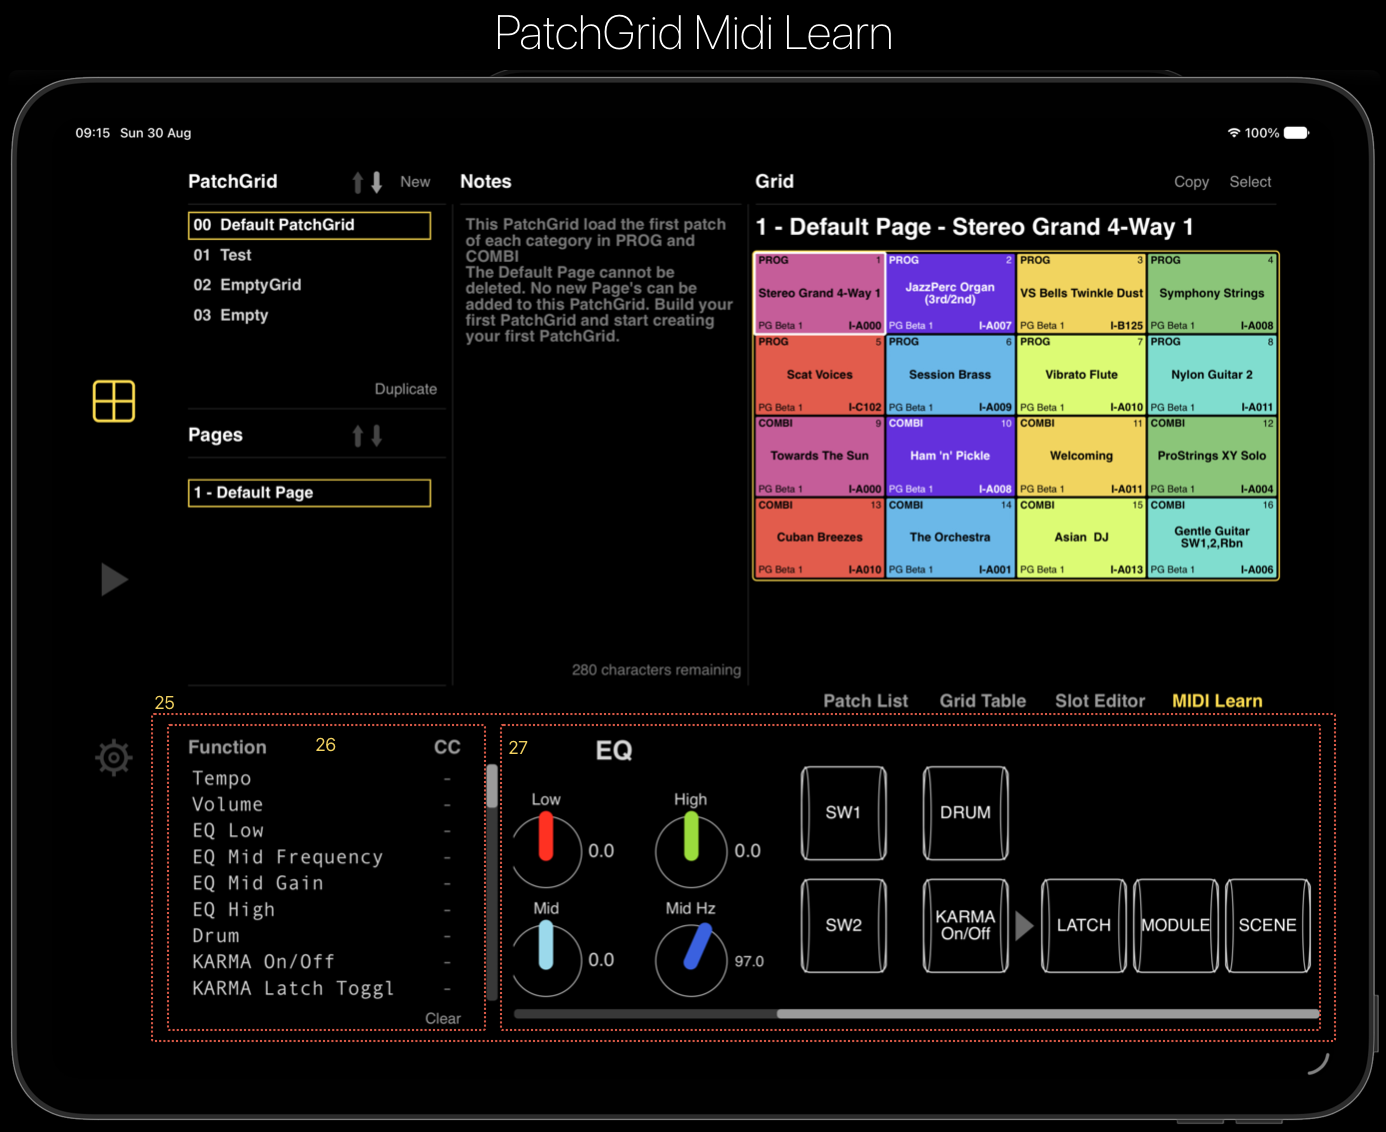 PatchGrid Midi Learn
09:15 Sun 30 Aug
100%
PatchGrid
New
00 Default PatchGrid
01 Test
02 EmptyGrid
03 Empty
Duplicate
Pages
1 - Default Page
Notes
This PatchGrid load the first patch
of each category in PROG and
COMBI
The Default Page cannot be
deleted. No new Page's can be
added to this PatchGrid. Build your
first PatchGrid and start creating
your first PatchGrid.
280 characters remaining
Grid
Copy Select
1 - Default Page - Stereo Grand 4-Way 1
PROG 1
Stereo Grand 4-Way 1
PG Beta 1 I-A000
PROG 2
JazzPerc Organ
(3rd/2nd)
PG Beta 1 I-A007
PROG 3
VS Bells Twinkle Dust
PG Beta 1 I-B125
PROG 4
Symphony Strings
PG Beta 1 I-A008
PROG 5
Scat Voices
PG Beta 1 I-C102
PROG 6
Session Brass
PG Beta 1 I-A009
PROG 7
Vibrato Flute
PG Beta 1 I-A010
PROG 8
Nylon Guitar 2
PG Beta 1 I-A011
COMBI 9
Towards The Sun
PG Beta 1 I-A000
COMBI 10
Ham 'n' Pickle
PG Beta 1 I-A008
COMBI 11
Welcoming
PG Beta 1 I-A011
COMBI 12
ProStrings XY Solo
PG Beta 1 I-A004
COMBI 13
Cuban Breezes
PG Beta 1 I-A010
COMBI 14
The Orchestra
PG Beta 1 I-A001
COMBI 15
Asian DJ
PG Beta 1 I-A013
COMBI 16
Gentle Guitar
SW1,2,Rbn
PG Beta 1 I-A006
Patch List Grid Table Slot Editor MIDI Learn
25
Function 26 CC
Tempo -
Volume -
EQ Low -
EQ Mid Frequency -
EQ Mid Gain -
EQ High -
Drum -
KARMA On/Off -
KARMA Latch Toggl -
Clear
27
EQ
Low
0.0
High
0.0
Mid
0.0
Mid Hz
97.0
SW1
DRUM
SW2
KARMA
On/Off
LATCH
MODULE
SCENE